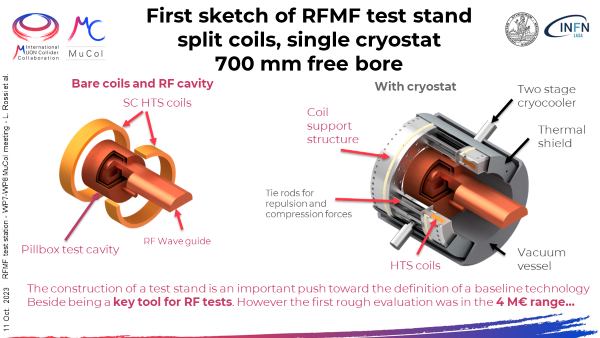 First sketch of RFMF test stand
split coils, single cryostat
700 mm free bore
International
MUON Collider
Collaboration
MuCol
INFN
LASA
Bare coils and RF cavity
SC HTS coils
Pillbox test cavity
RF Wave guide
With cryostat
Coil
support
structure
Tie rods for
repulsion and
compression forces
HTS coils
Two stage
cryocooler
Thermal
shield
Vacuum
vessel
The construction of a test stand is an important push toward the definition of a baseline technology
Beside being a key tool for RF tests. However the first rough evaluation was in the 4 M€ range...
11 Oct. 2023 RFMF test station - WP7-WP8 MuCol meeting - L. Rossi et al.